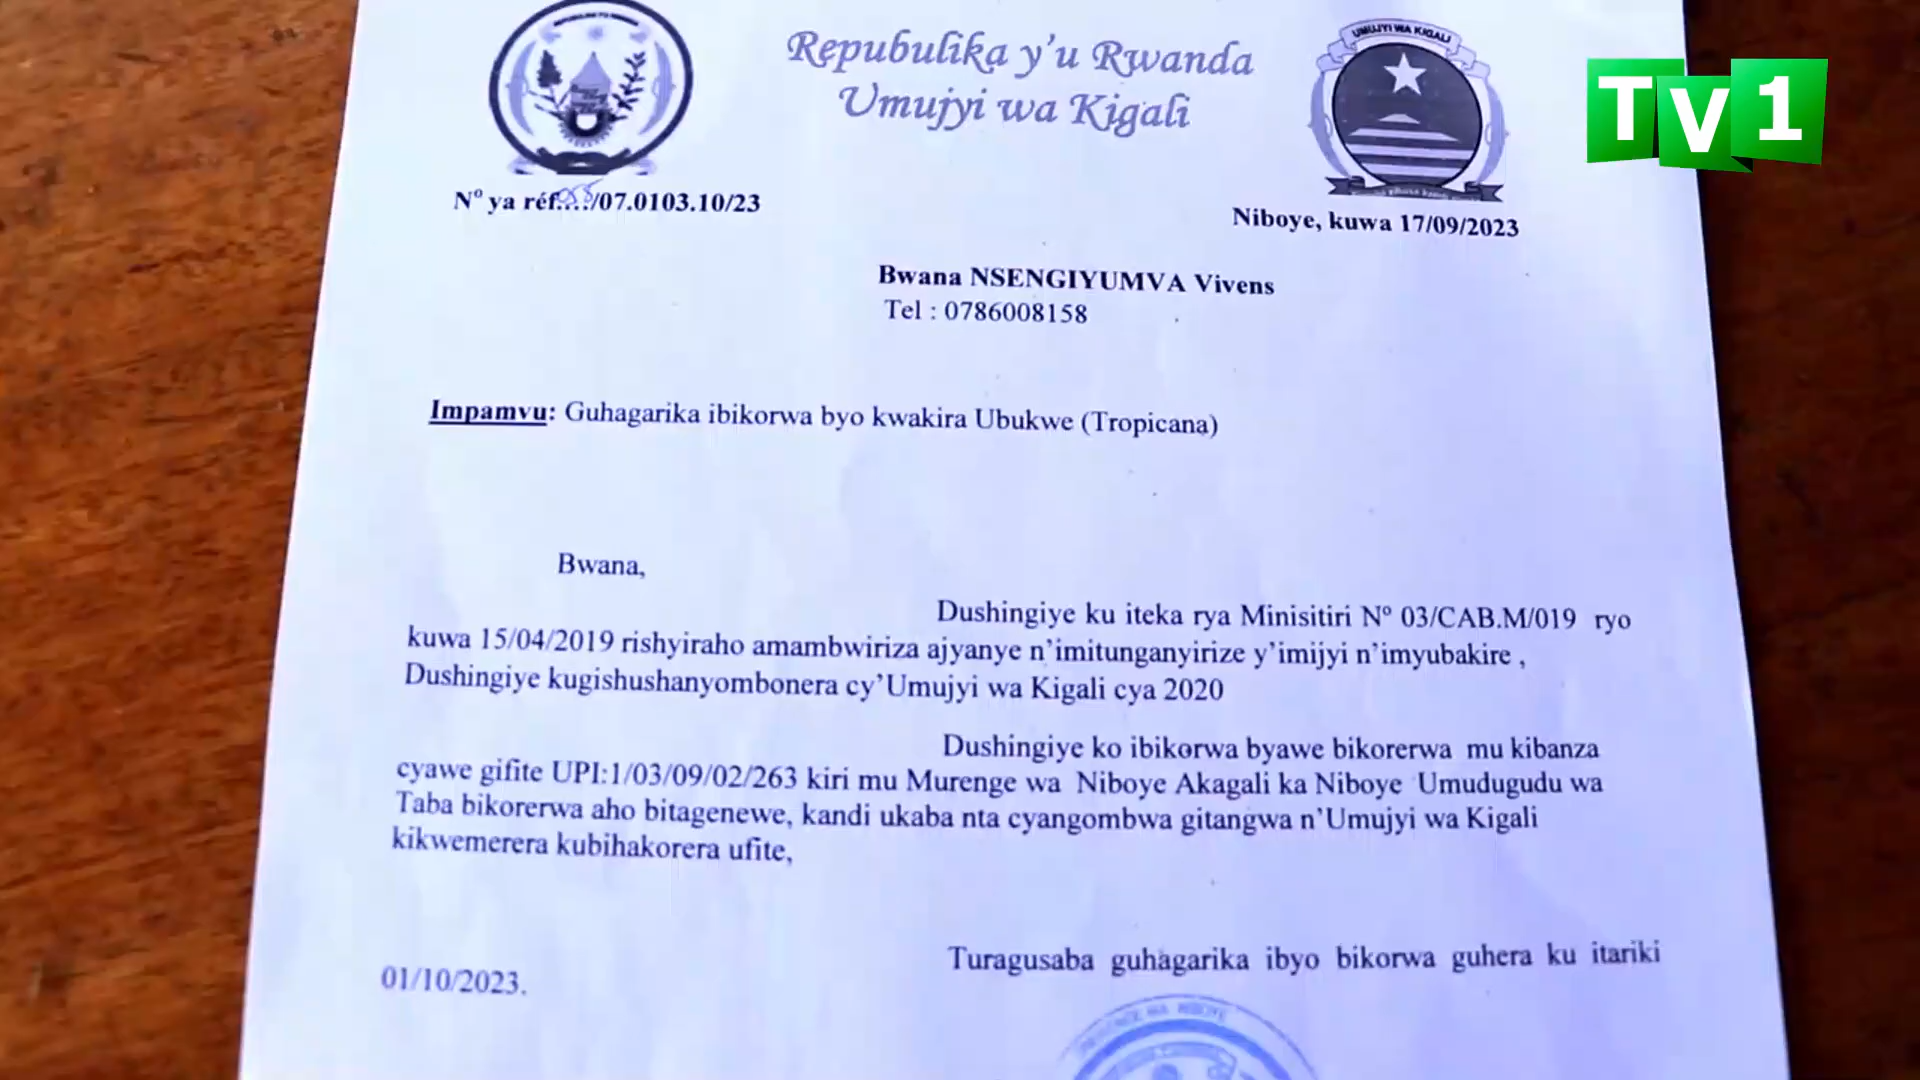 Repubulika y'u Rwanda
Umujyi wa Kigali
UMUJYI WA KIGALI
TV1
Nº ya réf..../07.0103.10/23
Niboye, kuwa 17/09/2023
Bwana NSENGIYUMVA Vivens
Tel : 0786008158
Impamvu: Guhagarika ibikorwa byo kwakira Ubukwe (Tropicana)
Bwana,
Dushingiye ku iteka rya Minisitiri Nº 03/CAB.M/019 ryo
kuwa 15/04/2019 rishyiraho amambwiriza ajyanye n'imitunganyirize y'imijyi n'imyubakire ,
Dushingiye kugishushanyombonera cy'Umujyi wa Kigali cya 2020
Dushingiye ko ibikorwa byawe bikorerwa mu kibanza
cyawe gifite UPI:1/03/09/02/263 kiri mu Murenge wa Niboye Akagali ka Niboye Umudugudu wa
Taba bikorerwa aho bitagenewe, kandi ukaba nta cyangombwa gitangwa n'Umujyi wa Kigali
kikwemerera kubihakorera ufite,
Turagusaba guhagarika ibyo bikorwa guhera ku itariki
01/10/2023.